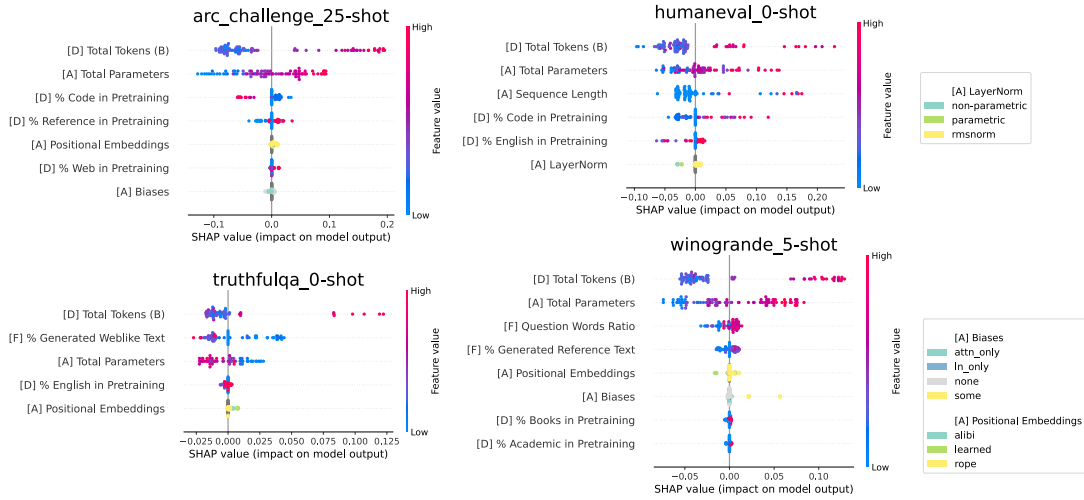 arc_challenge_25-shot
[D] Total Tokens (B)
[A] Total Parameters
[D] % Code in Pretraining
[D] % Reference in Pretraining
[A] Positional Embeddings
[D] % Web in Pretraining
[A] Biases
−0.1 0.0 0.1 0.2
SHAP value (impact on model output)
High
Feature value
Low
humaneval_0-shot
[D] Total Tokens (B)
[A] Total Parameters
[A] Sequence Length
[D] % Code in Pretraining
[D] % English in Pretraining
[A] LayerNorm
−0.10 −0.05 0.00 0.05 0.10 0.15 0.20
SHAP value (impact on model output)
High
Feature value
Low
[A] LayerNorm
non-parametric
parametric
rmsnorm
truthfulqa_0-shot
[D] Total Tokens (B)
[F] % Generated Weblike Text
[A] Total Parameters
[D] % English in Pretraining
[A] Positional Embeddings
−0.025 0.000 0.025 0.050 0.075 0.100 0.125
SHAP value (impact on model output)
High
Feature value
Low
winogrande_5-shot
[D] Total Tokens (B)
[A] Total Parameters
[F] Question Words Ratio
[F] % Generated Reference Text
[A] Positional Embeddings
[A] Biases
[D] % Books in Pretraining
[D] % Academic in Pretraining
−0.05 0.00 0.05 0.10
SHAP value (impact on model output)
High
Feature value
Low
[A] Biases
attn_only
ln_only
none
some
[A] Positional Embeddings
alibi
learned
rope